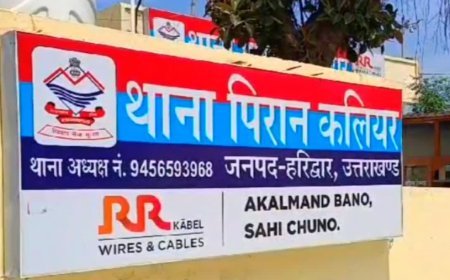 थाना पिरान कलियर
थाना अध्यक्ष नं. 9456593968 जनपद-हरिद्वार, उत्तराखण्ड
RR KABEL
WIRES & CABLES
AKALMAND BANO,
SAHI CHUNO.